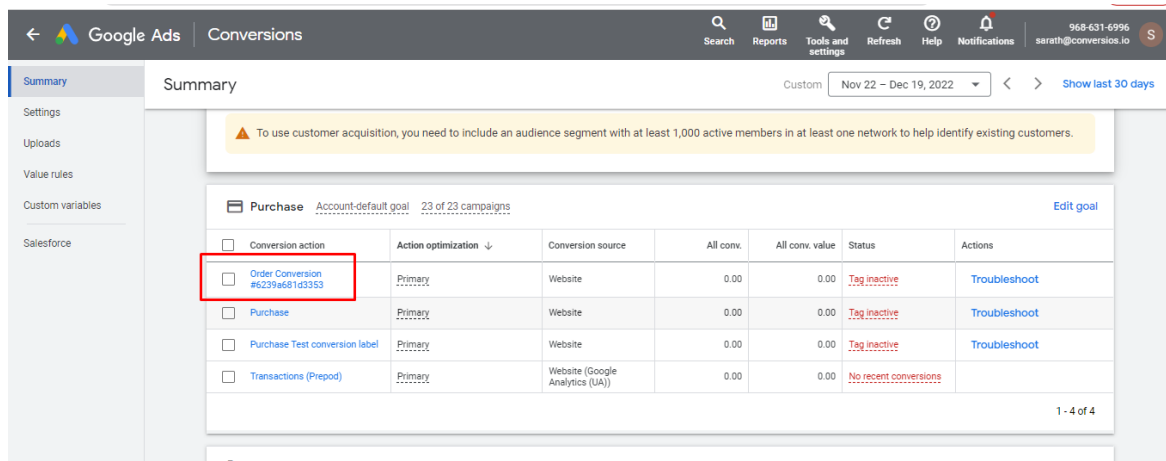 Google Ads Conversions
Search Reports Tools and settings Refresh Help Notifications
968-631-6996
sarath@conversios.io
S
Summary
Settings
Uploads
Value rules
Custom variables
Salesforce
Summary
Custom Nov 22 – Dec 19, 2022 Show last 30 days
To use customer acquisition, you need to include an audience segment with at least 1,000 active members in at least one network to help identify existing customers.
Purchase Account-default goal 23 of 23 campaigns Edit goal
Conversion action Action optimization Conversion source All conv. All conv. value Status Actions
Order Conversion
#6239a681d3353 Primary Website 0.00 0.00 Tag inactive Troubleshoot
Purchase Primary Website 0.00 0.00 Tag inactive Troubleshoot
Purchase Test conversion label Primary Website 0.00 0.00 Tag inactive Troubleshoot
Transactions (Prepod) Primary Website (Google Analytics (UA)) 0.00 0.00 No recent conversions
1 - 4 of 4